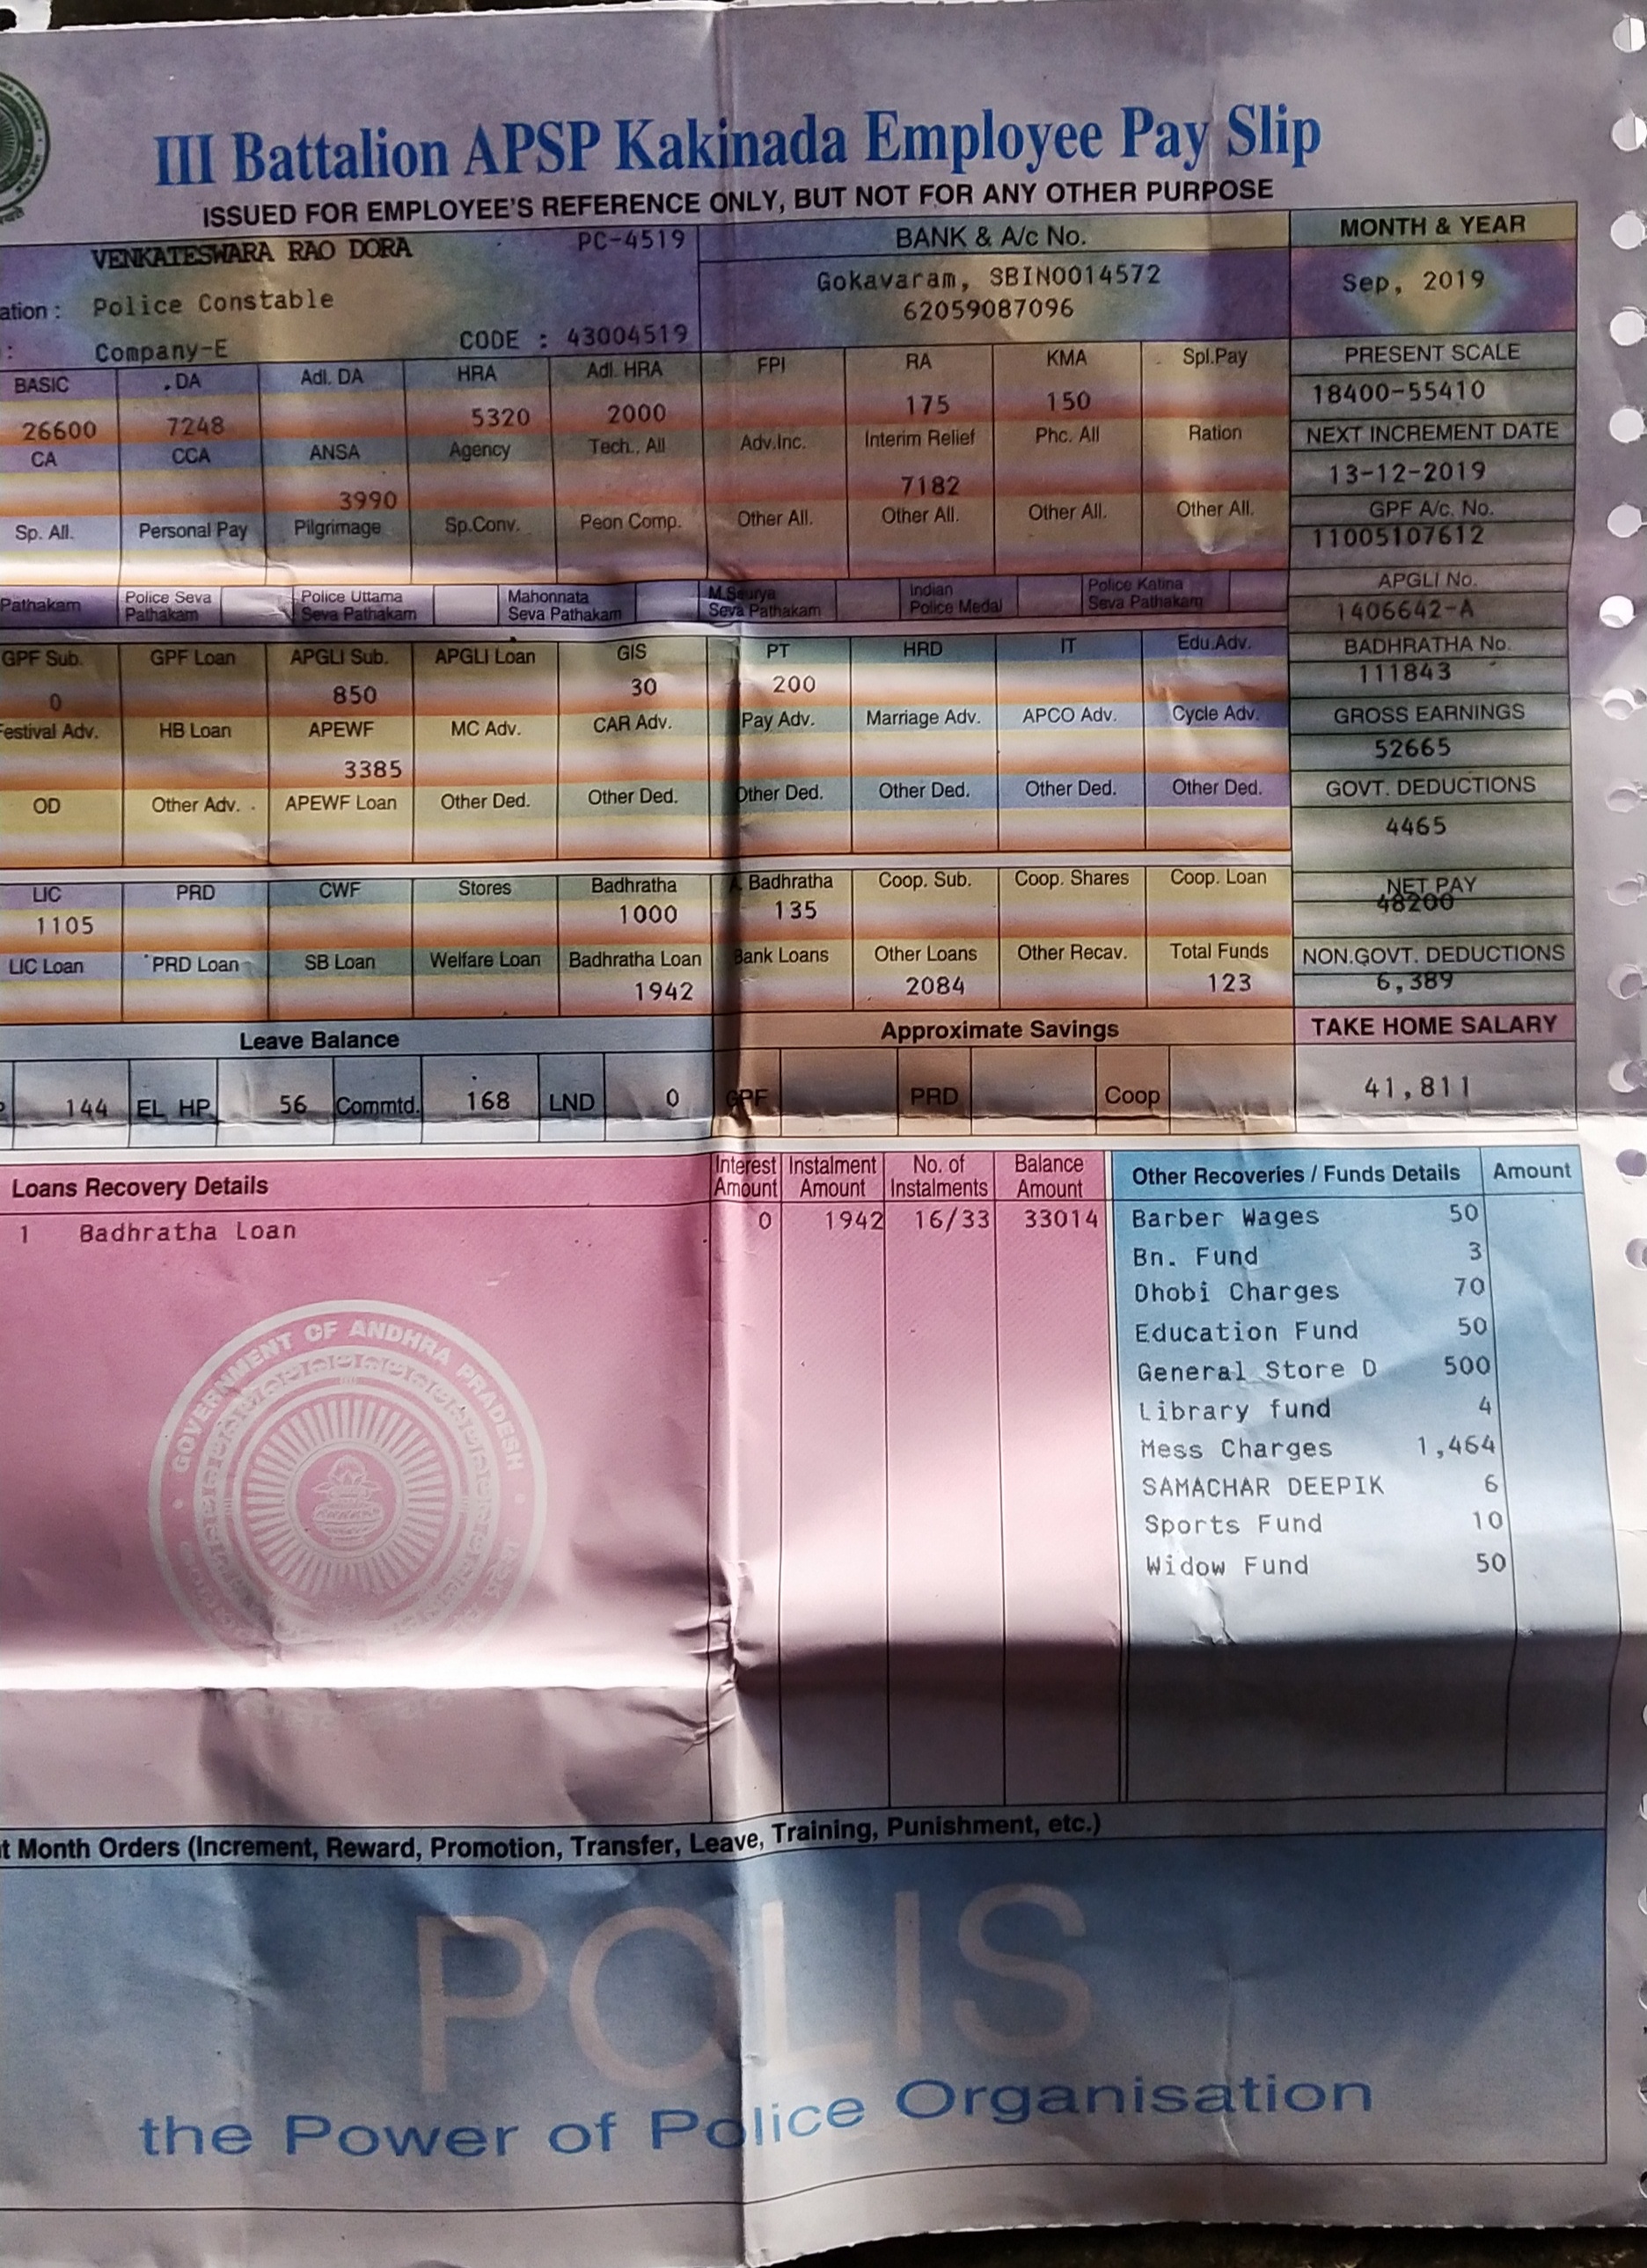 III Battalion APSP Kakinada Employee Pay Slip
ISSUED FOR EMPLOYEE'S REFERENCE ONLY, BUT NOT FOR ANY OTHER PURPOSE
VENKATESWARA RAO DORA PC-4519 BANK & A/c No. MONTH & YEAR
ation : Police Constable Gokavaram, SBIN0014572 Sep, 2019
62059087096
: Company-E CODE : 43004519
PRESENT SCALE
BASIC .DA Adl. DA HRA Adl. HRA FPI RA KMA Spl.Pay
18400-55410
26600 7248 5320 2000 175 150
NEXT INCREMENT DATE
CA CCA ANSA Agency Tech.. All Adv.Inc. Interim Relief Phc. All Ration
13-12-2019
3990 7182
GPF A/c. No.
Sp. All. Personal Pay Pilgrimage Sp.Conv. Peon Comp. Other All. Other All. Other All. Other All.
11005107612
APGLI No.
Pathakam Police Seva Pathakam Police Uttama Seva Pathakam Mahonnata Seva Pathakam M.Saurya Seva Pathakam Indian Police Medal Police Katina Seva Pathakam
1406642-A
GPF Sub. GPF Loan APGLI Sub. APGLI Loan GIS PT HRD IT Edu.Adv.
BADHRATHA No.
0 850 30 200
111843
Festival Adv. HB Loan APEWF MC Adv. CAR Adv. Pay Adv. Marriage Adv. APCO Adv. Cycle Adv.
GROSS EARNINGS
3385
52665
OD Other Adv. APEWF Loan Other Ded. Other Ded. Other Ded. Other Ded. Other Ded. Other Ded.
GOVT. DEDUCTIONS
4465
LIC PRD CWF Stores Badhratha A. Badhratha Coop. Sub. Coop. Shares Coop. Loan
NET PAY
1105 1000 135
48200
LIC Loan PRD Loan SB Loan Welfare Loan Badhratha Loan Bank Loans Other Loans Other Recav. Total Funds
NON.GOVT. DEDUCTIONS
1942 2084 123
6,389
Leave Balance Approximate Savings TAKE HOME SALARY
144 EL HP 56 Commtd. 168 LND 0 GPF PRD Coop
41,811
Loans Recovery Details Interest Amount Instalment Amount No. of Instalments Balance Amount Other Recoveries / Funds Details Amount
1 Badhratha Loan 0 1942 16/33 33014 Barber Wages 50
Bn. Fund 3
Dhobi Charges 70
Education Fund 50
General Store D 500
Library fund 4
Mess Charges 1,464
SAMACHAR DEEPIK 6
Sports Fund 10
Widow Fund 50
GOVERNMENT OF ANDHRA PRADESH
t Month Orders (Increment, Reward, Promotion, Transfer, Leave, Training, Punishment, etc.)
POLIS
the Power of Police Organisation